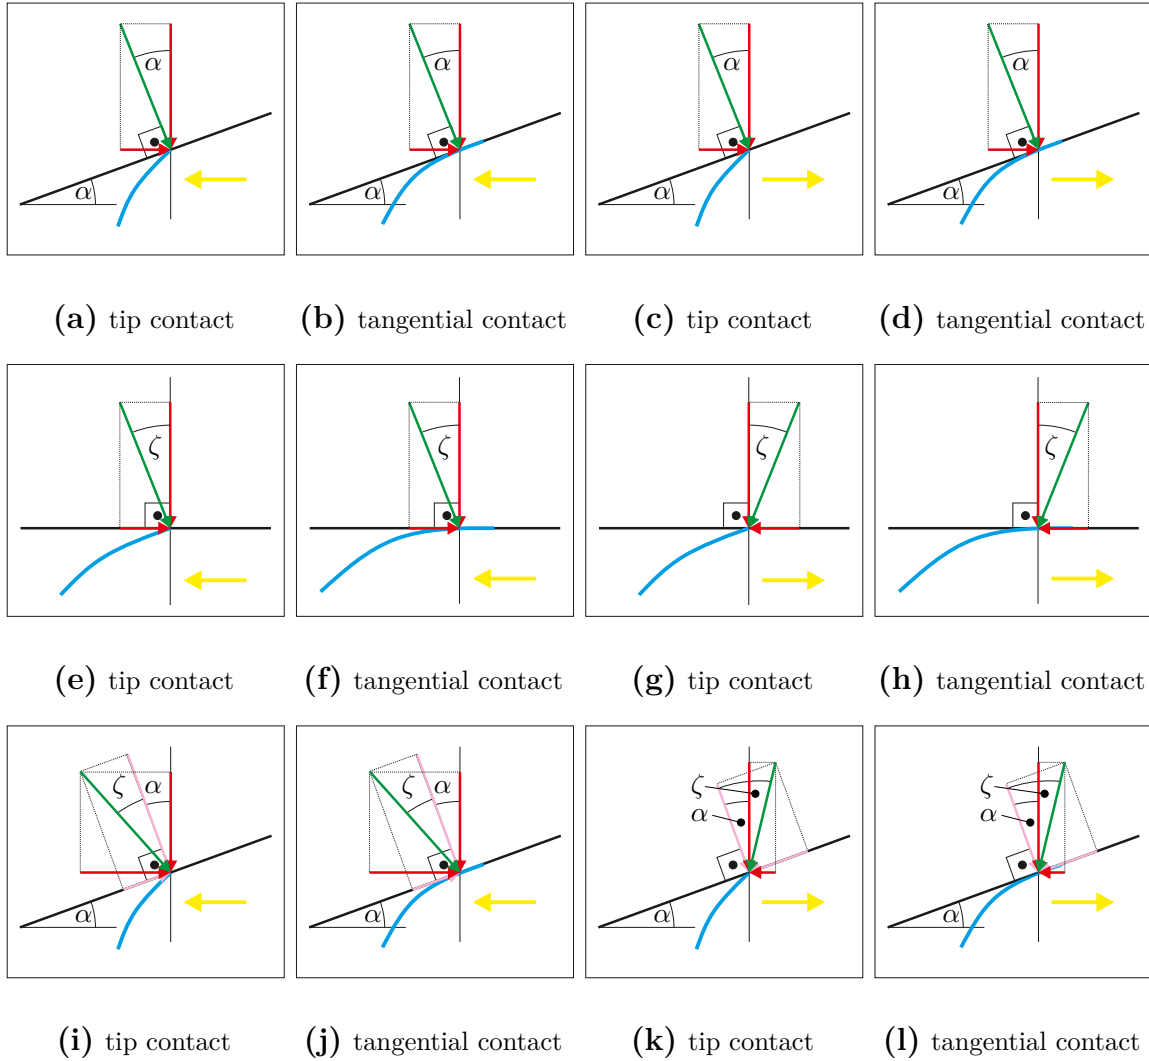 α α α α
α α α α
(a) tip contact (b) tangential contact (c) tip contact (d) tangential contact
ζ ζ ζ ζ
(e) tip contact (f) tangential contact (g) tip contact (h) tangential contact
ζ α ζ α ζ ζ
α α
α α α α
(i) tip contact (j) tangential contact (k) tip contact (l) tangential contact